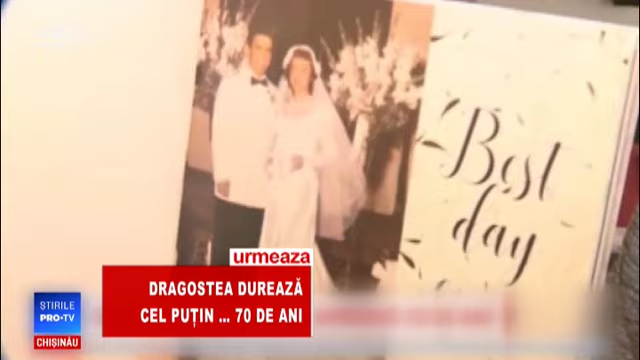 Best
day
urmeaza
DRAGOSTEA DUREAZĂ
CEL PUȚIN ... 70 DE ANI
ȘTIRILE
PRO•TV
CHIȘINĂU